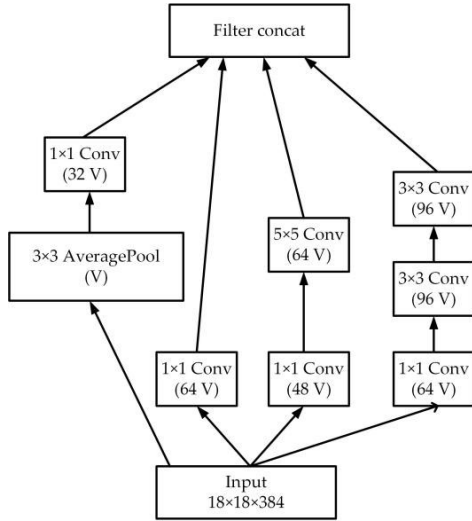 Filter concat
1×1 Conv
(32 V)
3×3 Conv
(96 V)
5×5 Conv
(64 V)
3×3 AveragePool
(V)
3×3 Conv
(96 V)
1×1 Conv
(64 V)
1×1 Conv
(48 V)
1×1 Conv
(64 V)
Input
18×18×384